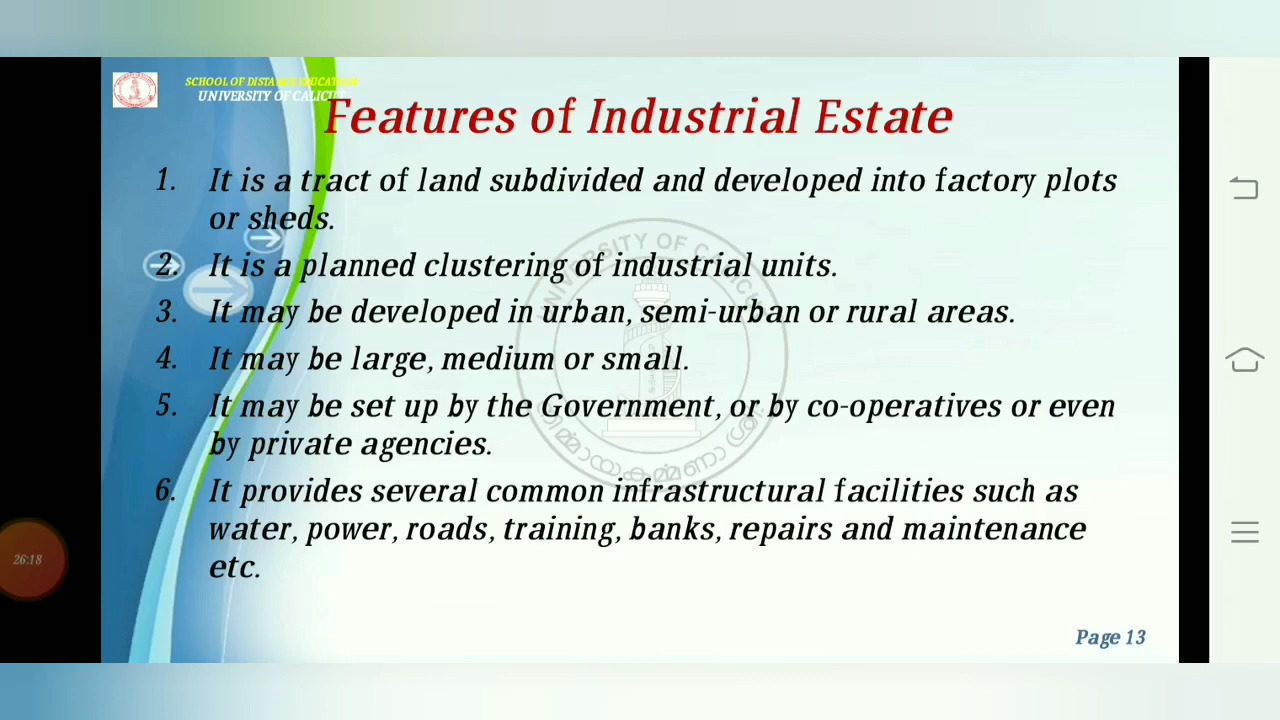 SCHOOL OF DISTANCE EDUCATION
UNIVERSITY OF CALICUT
Features of Industrial Estate
1. It is a tract of land subdivided and developed into factory plots
or sheds.
2. It is a planned clustering of industrial units.
3. It may be developed in urban, semi-urban or rural areas.
4. It may be large, medium or small.
5. It may be set up by the Government, or by co-operatives or even
by private agencies.
6. It provides several common infrastructural facilities such as
water, power, roads, training, banks, repairs and maintenance
etc.
UNIVERSITY OF CALICUT
26:18
Page 13